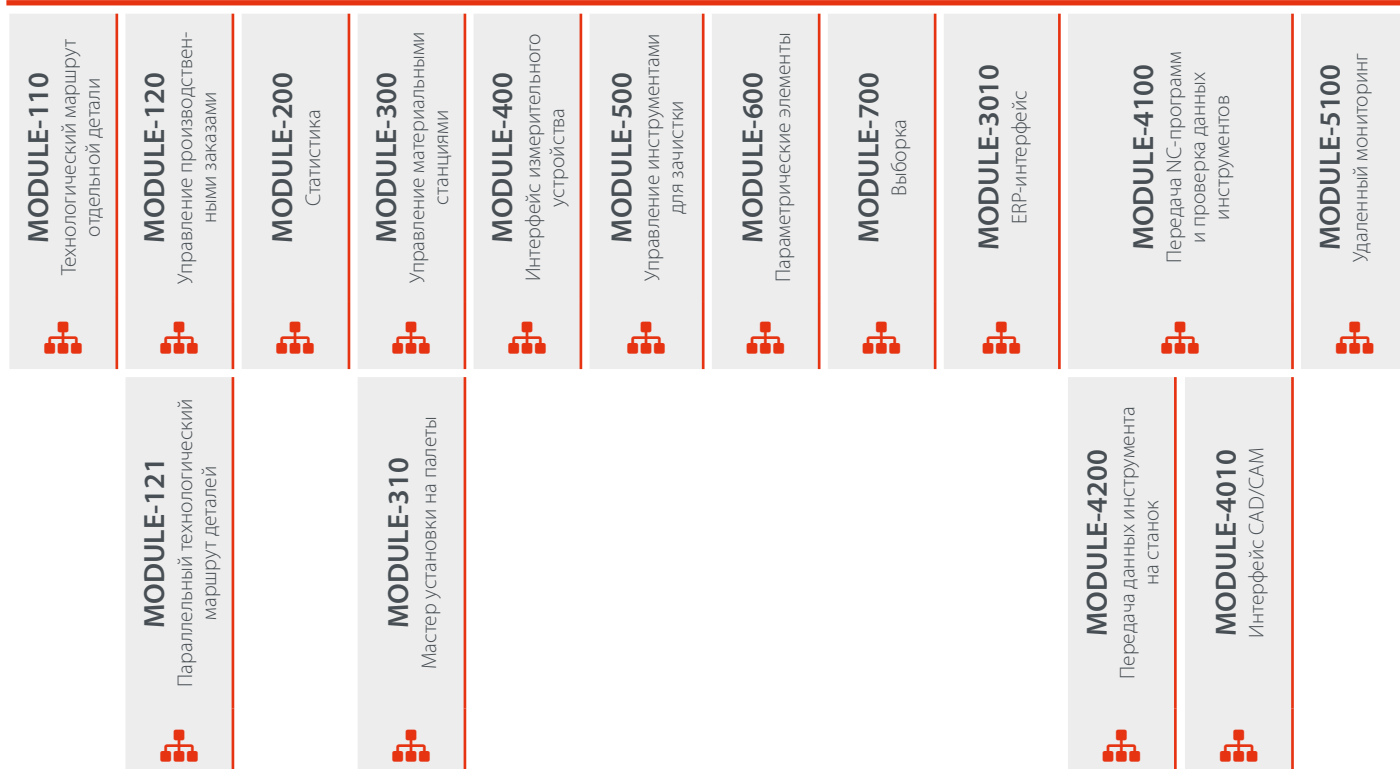 MODULE-110
Технологический маршрут
отдельной детали
MODULE-120
Управление производствен-
ными заказами
MODULE-200
Статистика
MODULE-300
Управление материальными
станциями
MODULE-400
Интерфейс измерительного
устройства
MODULE-500
Управление инструментами
для зачистки
MODULE-600
Параметрические элементы
MODULE-700
Выборка
MODULE-3010
ERP-интерфейс
MODULE-4100
Передача NC-программ
и проверка данных
инструментов
MODULE-5100
Удаленный мониторинг
MODULE-121
Параллельный технологический
маршрут деталей
MODULE-310
Мастер установки на палеты
MODULE-4200
Передача данных инструмента
на станок
MODULE-4010
Интерфейс CAD/CAM